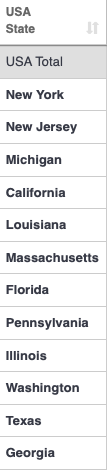 USA
State
USA Total
New York
New Jersey
Michigan
California
Louisiana
Massachusetts
Florida
Pennsylvania
Illinois
Washington
Texas
Georgia